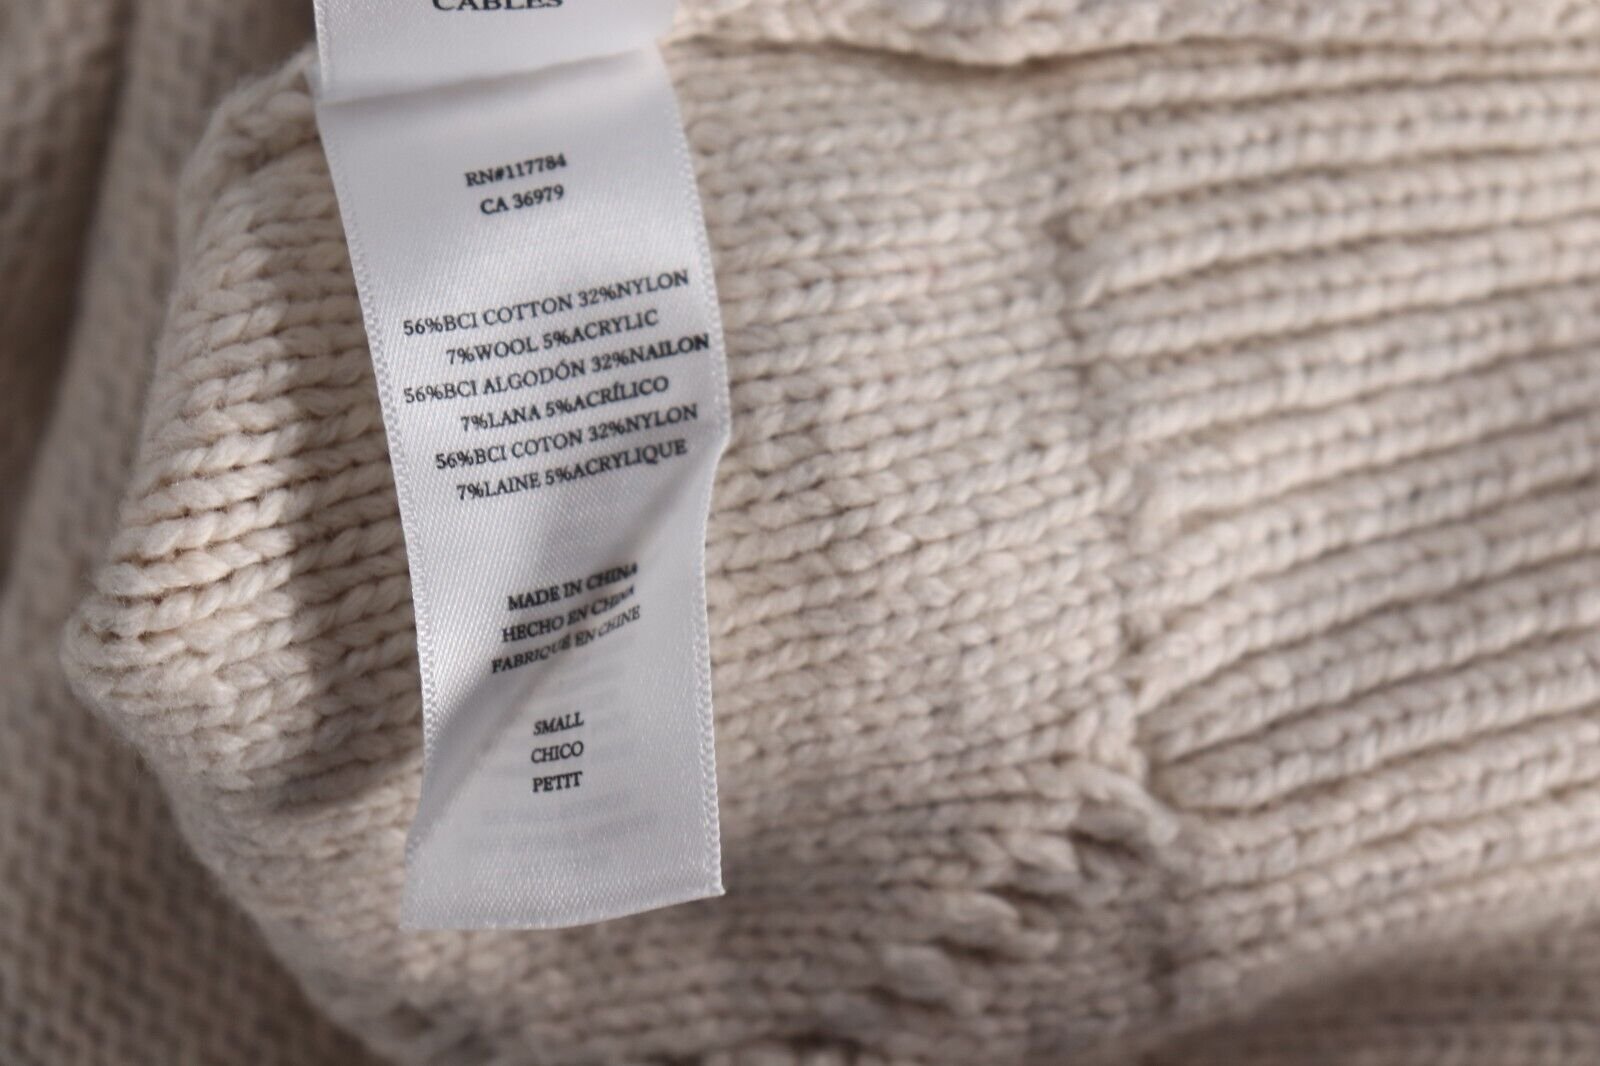 CABLES
RN#117784
CA 36979
56%BCI COTTON 32%NYLON
7%WOOL 5%ACRYLIC
56%BCI ALGODÓN 32%NAILON
7%LANA 5%ACRÍLICO
56%BCI COTON 32%NYLON
7%LAINE 5%ACRYLIQUE
MADE IN CHINA
HECHO EN CHINA
FABRIQUÉ EN CHINE
SMALL
CHICO
PETIT